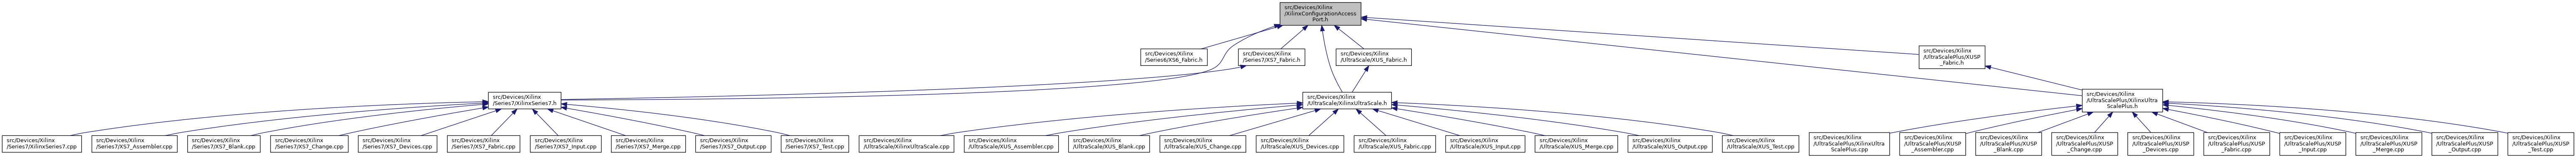 src/Devices/Xilinx
/XilinxConfigurationAccess
Port.h
src/Devices/Xilinx
/Series6/XS6_Fabric.h
src/Devices/Xilinx
/Series7/XS7_Fabric.h
src/Devices/Xilinx
/UltraScale/XUS_Fabric.h
src/Devices/Xilinx
/UltraScalePlus/XUSP
_Fabric.h
src/Devices/Xilinx
/Series7/XilinxSeries7.h
src/Devices/Xilinx
/UltraScale/XilinxUltraScale.h
src/Devices/Xilinx
/UltraScalePlus/XilinxUltra
ScalePlus.h
src/Devices/Xilinx
/Series7/XilinxSeries7.cpp
src/Devices/Xilinx
/Series7/XS7_Assembler.cpp
src/Devices/Xilinx
/Series7/XS7_Blank.cpp
src/Devices/Xilinx
/Series7/XS7_Change.cpp
src/Devices/Xilinx
/Series7/XS7_Devices.cpp
src/Devices/Xilinx
/Series7/XS7_Fabric.cpp
src/Devices/Xilinx
/Series7/XS7_Input.cpp
src/Devices/Xilinx
/Series7/XS7_Merge.cpp
src/Devices/Xilinx
/Series7/XS7_Output.cpp
src/Devices/Xilinx
/Series7/XS7_Test.cpp
src/Devices/Xilinx
/UltraScale/XilinxUltraScale.cpp
src/Devices/Xilinx
/UltraScale/XUS_Assembler.cpp
src/Devices/Xilinx
/UltraScale/XUS_Blank.cpp
src/Devices/Xilinx
/UltraScale/XUS_Change.cpp
src/Devices/Xilinx
/UltraScale/XUS_Devices.cpp
src/Devices/Xilinx
/UltraScale/XUS_Fabric.cpp
src/Devices/Xilinx
/UltraScale/XUS_Input.cpp
src/Devices/Xilinx
/UltraScale/XUS_Merge.cpp
src/Devices/Xilinx
/UltraScale/XUS_Output.cpp
src/Devices/Xilinx
/UltraScale/XUS_Test.cpp
src/Devices/Xilinx
/UltraScalePlus/XilinxUltra
ScalePlus.cpp
src/Devices/Xilinx
/UltraScalePlus/XUSP
_Assembler.cpp
src/Devices/Xilinx
/UltraScalePlus/XUSP
_Blank.cpp
src/Devices/Xilinx
/UltraScalePlus/XUSP
_Change.cpp
src/Devices/Xilinx
/UltraScalePlus/XUSP
_Devices.cpp
src/Devices/Xilinx
/UltraScalePlus/XUSP
_Fabric.cpp
src/Devices/Xilinx
/UltraScalePlus/XUSP
_Input.cpp
src/Devices/Xilinx
/UltraScalePlus/XUSP
_Merge.cpp
src/Devices/Xilinx
/UltraScalePlus/XUSP
_Output.cpp
src/Devices/Xilinx
/UltraScalePlus/XUSP
_Test.cpp